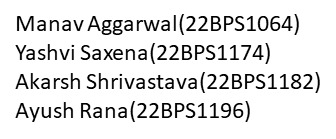 Manav Aggarwal(22BPS1064)
Yashvi Saxena(22BPS1174)
Akarsh Shrivastava(22BPS1182)
Ayush Rana(22BPS1196)